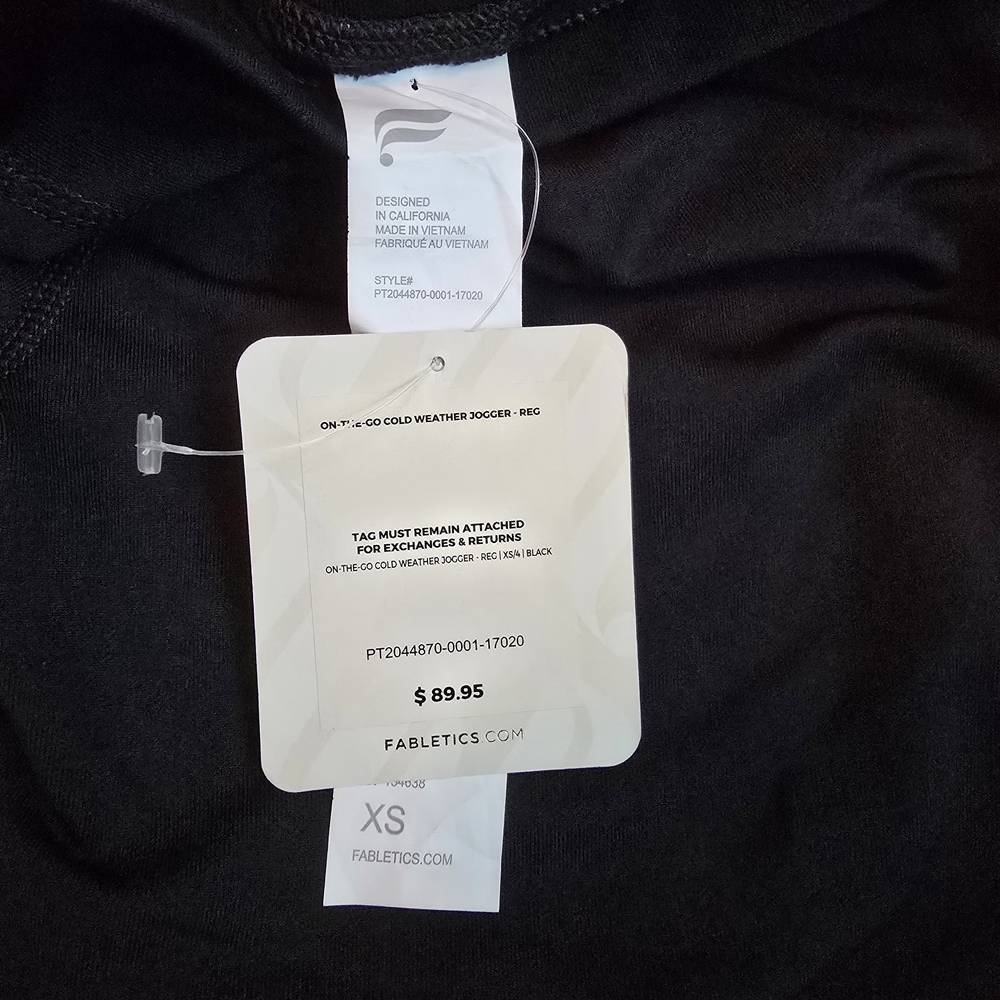 DESIGNED
IN CALIFORNIA
MADE IN VIETNAM
FABRIQUÉ AU VIETNAM
STYLE#
PT2044870-0001-17020
ON-THE-GO COLD WEATHER JOGGER - REG
TAG MUST REMAIN ATTACHED
FOR EXCHANGES & RETURNS
ON-THE-GO COLD WEATHER JOGGER - REG | XS/4 | BLACK
PT2044870-0001-17020
$ 89.95
FABLETICS.COM
XS
FABLETICS.COM